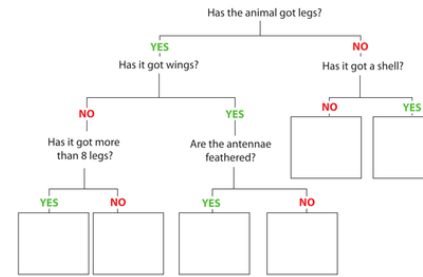 Has the animal got legs?
YES
NO
Has it got wings?
Has it got a shell?
NO
YES
NO
YES
Has it got more
than 8 legs?
Are the antennae
feathered?
YES
NO
YES
NO